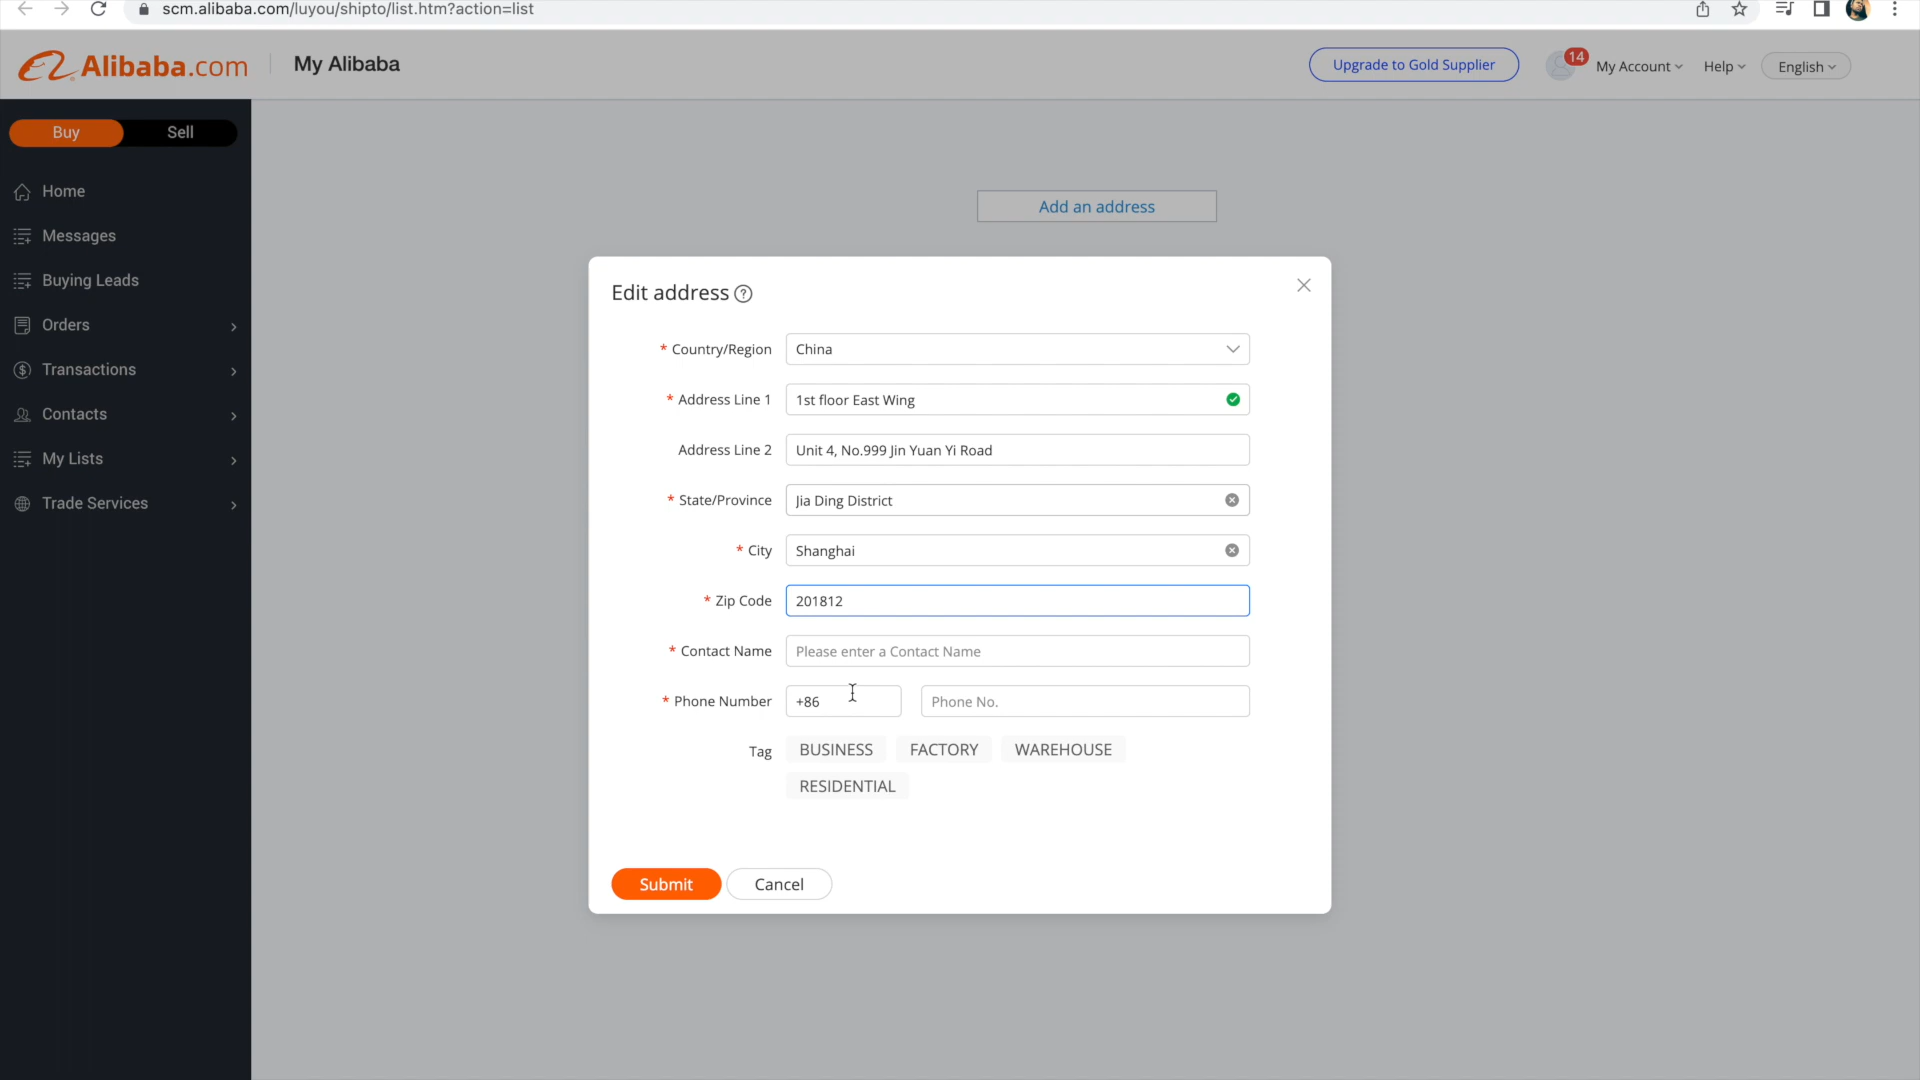 scm.alibaba.com/luyou/shipto/list.htm?action=list
Alibaba.com
My Alibaba
Upgrade to Gold Supplier
14
My Account
Help
English
Buy
Sell
Home
Messages
Buying Leads
Orders
Transactions
Contacts
My Lists
Trade Services
Add an address
Edit address ?
* Country/Region China
* Address Line 1 1st floor East Wing
Address Line 2 Unit 4, No.999 Jin Yuan Yi Road
* State/Province Jia Ding District
* City Shanghai
* Zip Code 201812
* Contact Name Please enter a Contact Name
* Phone Number +86 Phone No.
Tag BUSINESS FACTORY WAREHOUSE
RESIDENTIAL
Submit Cancel